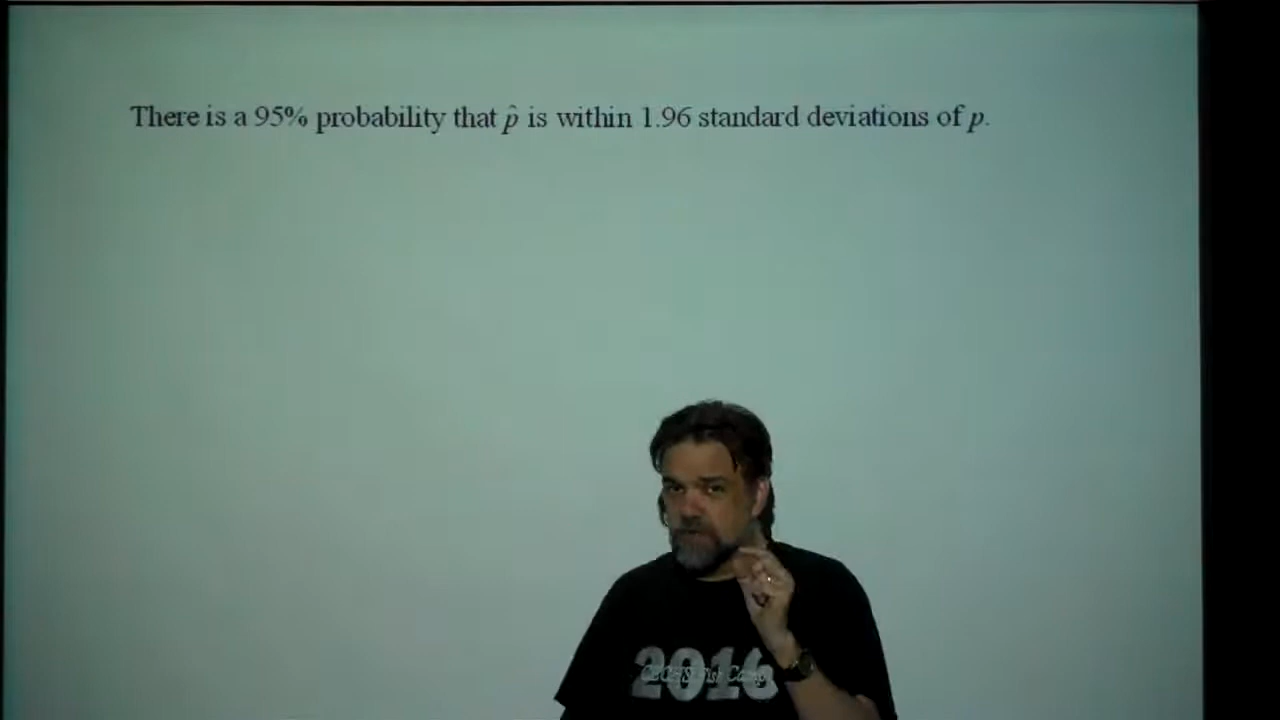 There is a 95% probability that p̂ is within 1.96 standard deviations of p.
2016